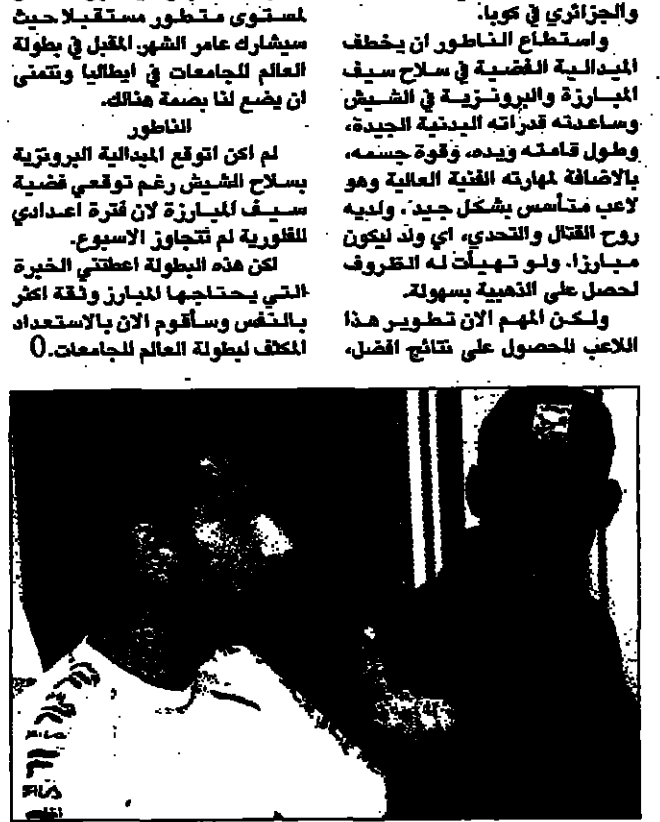 والجزائري في كوبا.
واستطاع الناطور ان يخطف
الميدالية الفضية في سلاح سيف
المبارزة والبرونزية في الشيش
وساعدته قدراته البدنية الجيدة،
وطول قامته ويده، وقوة جسمه،
بالاضافة لمهارته الفنية العالية وهو
لاعب متأسس بشكل جيد، ولديه
روح القتال والتحدي، اي ولد ليكون
مبارزا، ولو تهيأت له الظروف
لحصل على الذهبية بسهولة.
ولكن المهم الان تطوير هذا
اللاعب للحصول على نتائج افضل،
لمستوى متطور مستقبلا حيث
سيشارك عامر الشهر المقبل في بطولة
العالم للجامعات في ايطاليا ونتمنى
ان يضع لنا بصمة هنالك.
الناطور
لم اكن اتوقع الميدالية البرونزية
بسلاح الشيش رغم توقعي فضية
سيف المبارزة لان فترة اعدادي
للفلورية لم تتجاوز الاسبوع.
لكن هذه البطولة اعطتني الخبرة
التي يحتاجها المبارز وثقة اكثر
بالنفس وسأقوم الان بالاستعداد
المكثف لبطولة العالم للجامعات.()
FILA